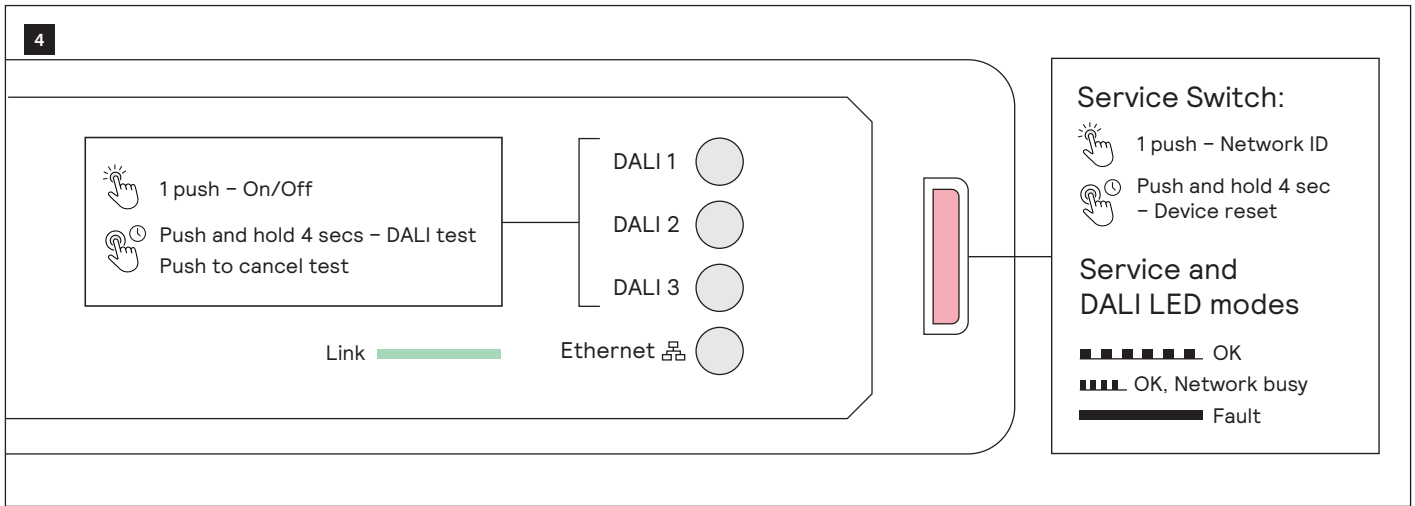 4
1 push – On/Off
Push and hold 4 secs – DALI test
Push to cancel test
DALI 1
DALI 2
DALI 3
Link
Ethernet
Service Switch:
1 push – Network ID
Push and hold 4 sec
– Device reset
Service and
DALI LED modes
OK
OK, Network busy
Fault